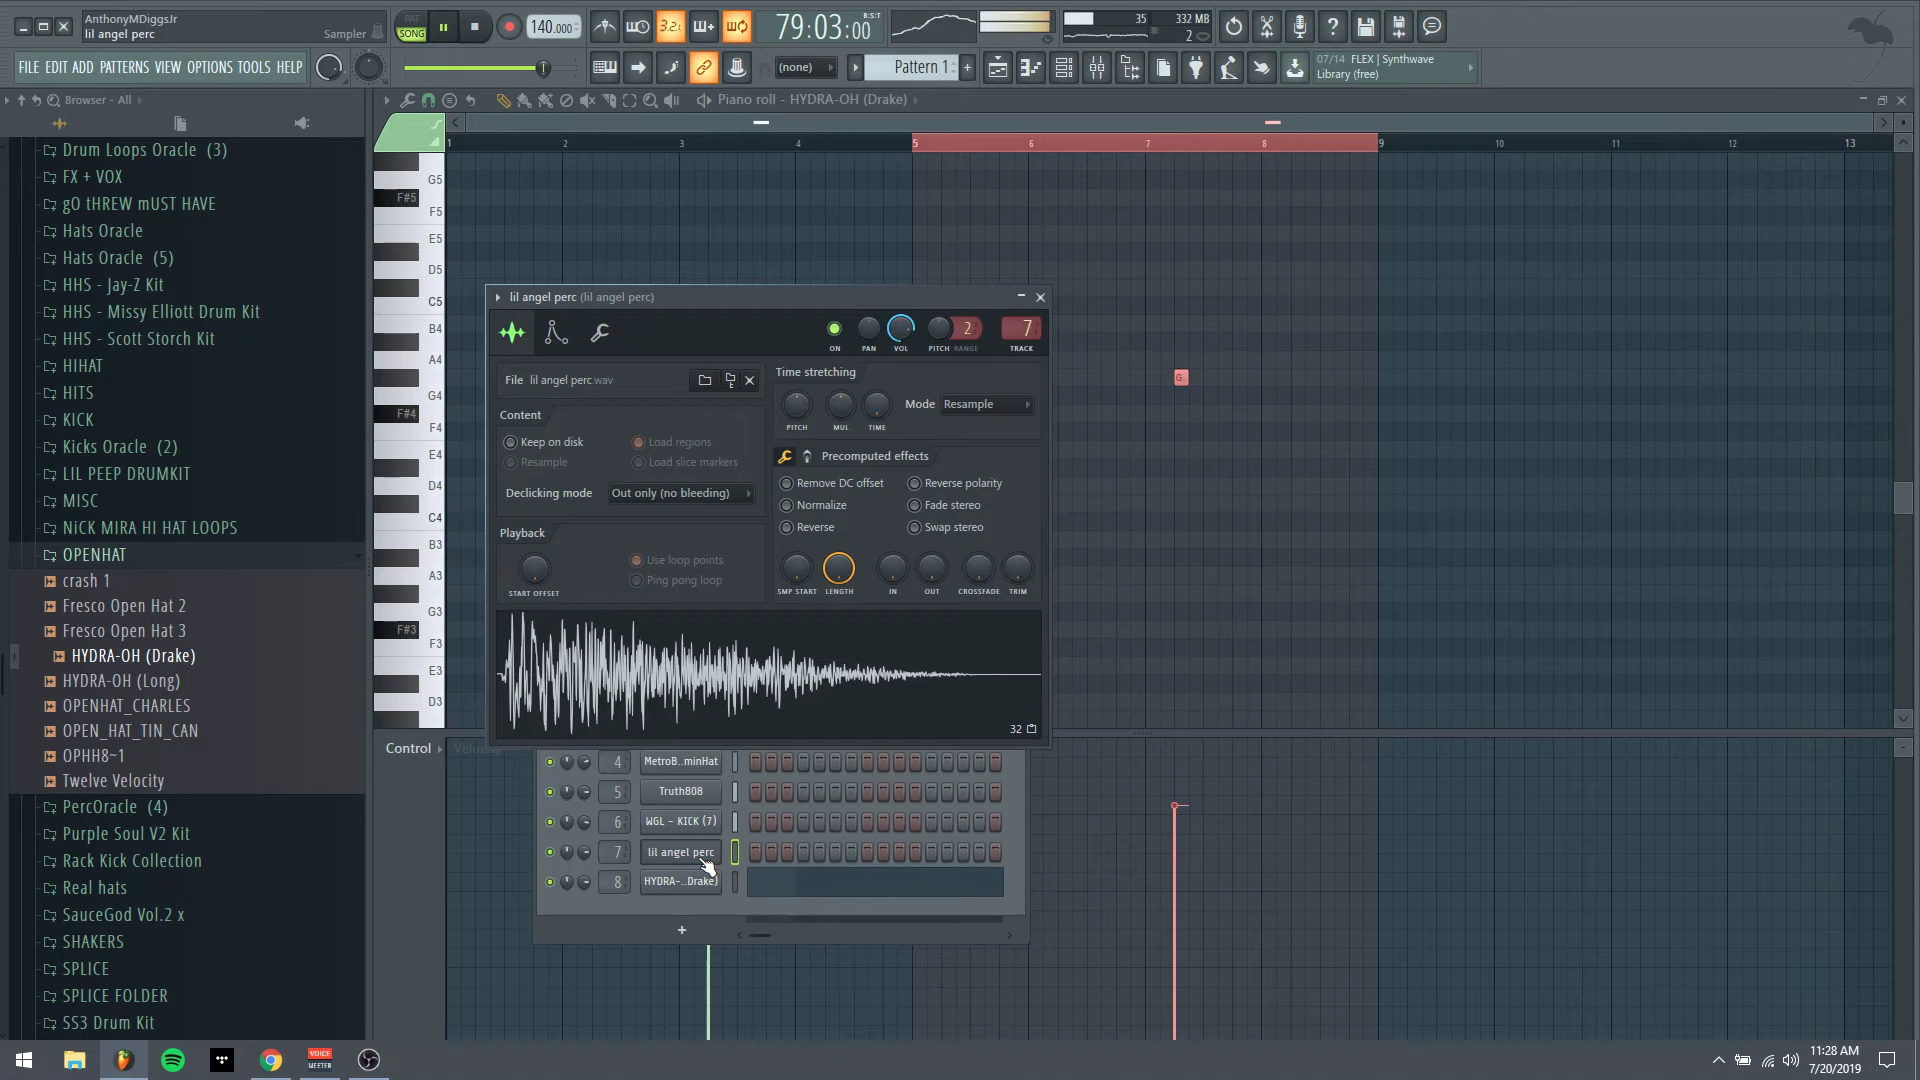 AnthonyMDiggsJr
lil angel perc
Sampler
PAT
SONG
140.000
3.2.
79:03:00
B:S:T
35
332 MB
2
FILE EDIT ADD PATTERNS VIEW OPTIONS TOOLS HELP
(none)
Pattern 1
07/14 FLEX | Synthwave
Library (free)
Browser - All
Piano roll - HYDRA-OH (Drake)
1 2 3 4 5 6 7 8 9 10 11 12 13
Drum Loops Oracle (3)
FX + VOX
gO tHREW mUST HAVE
Hats Oracle
Hats Oracle (5)
HHS - Jay-Z Kit
HHS - Missy Elliott Drum Kit
HHS - Scott Storch Kit
HIHAT
HITS
KICK
Kicks Oracle (2)
LIL PEEP DRUMKIT
MISC
NiCK MIRA HI HAT LOOPS
OPENHAT
crash 1
Fresco Open Hat 2
Fresco Open Hat 3
HYDRA-OH (Drake)
HYDRA-OH (Long)
OPENHAT_CHARLES
OPEN_HAT_TIN_CAN
OPHH8~1
Twelve Velocity
PercOracle (4)
Purple Soul V2 Kit
Rack Kick Collection
Real hats
SauceGod Vol.2 x
SHAKERS
SPLICE
SPLICE FOLDER
SS3 Drum Kit
G5
F#5
F5
E5
D5
C5
B4
A4
G4
F#4
F4
E4
D4
C4
B3
A3
G3
F#3
F3
E3
D3
G..
lil angel perc (lil angel perc)
2
7
ON PAN VOL PITCH RANGE TRACK
File lil angel perc.wav
Content
Keep on disk
Resample
Load regions
Load slice markers
Declicking mode Out only (no bleeding)
Playback
START OFFSET
Use loop points
Ping pong loop
Time stretching
PITCH MUL TIME
Mode Resample
Precomputed effects
Remove DC offset
Normalize
Reverse
Reverse polarity
Fade stereo
Swap stereo
SMP START LENGTH IN OUT CROSSFADE TRIM
32
Control
Velocity
4 MetroB..minHat
5 Truth808
6 WGL - KICK (7)
7 lil angel perc
8 HYDRA-..Drake)
+
VOICE
MEETER
11:28 AM
7/20/2019